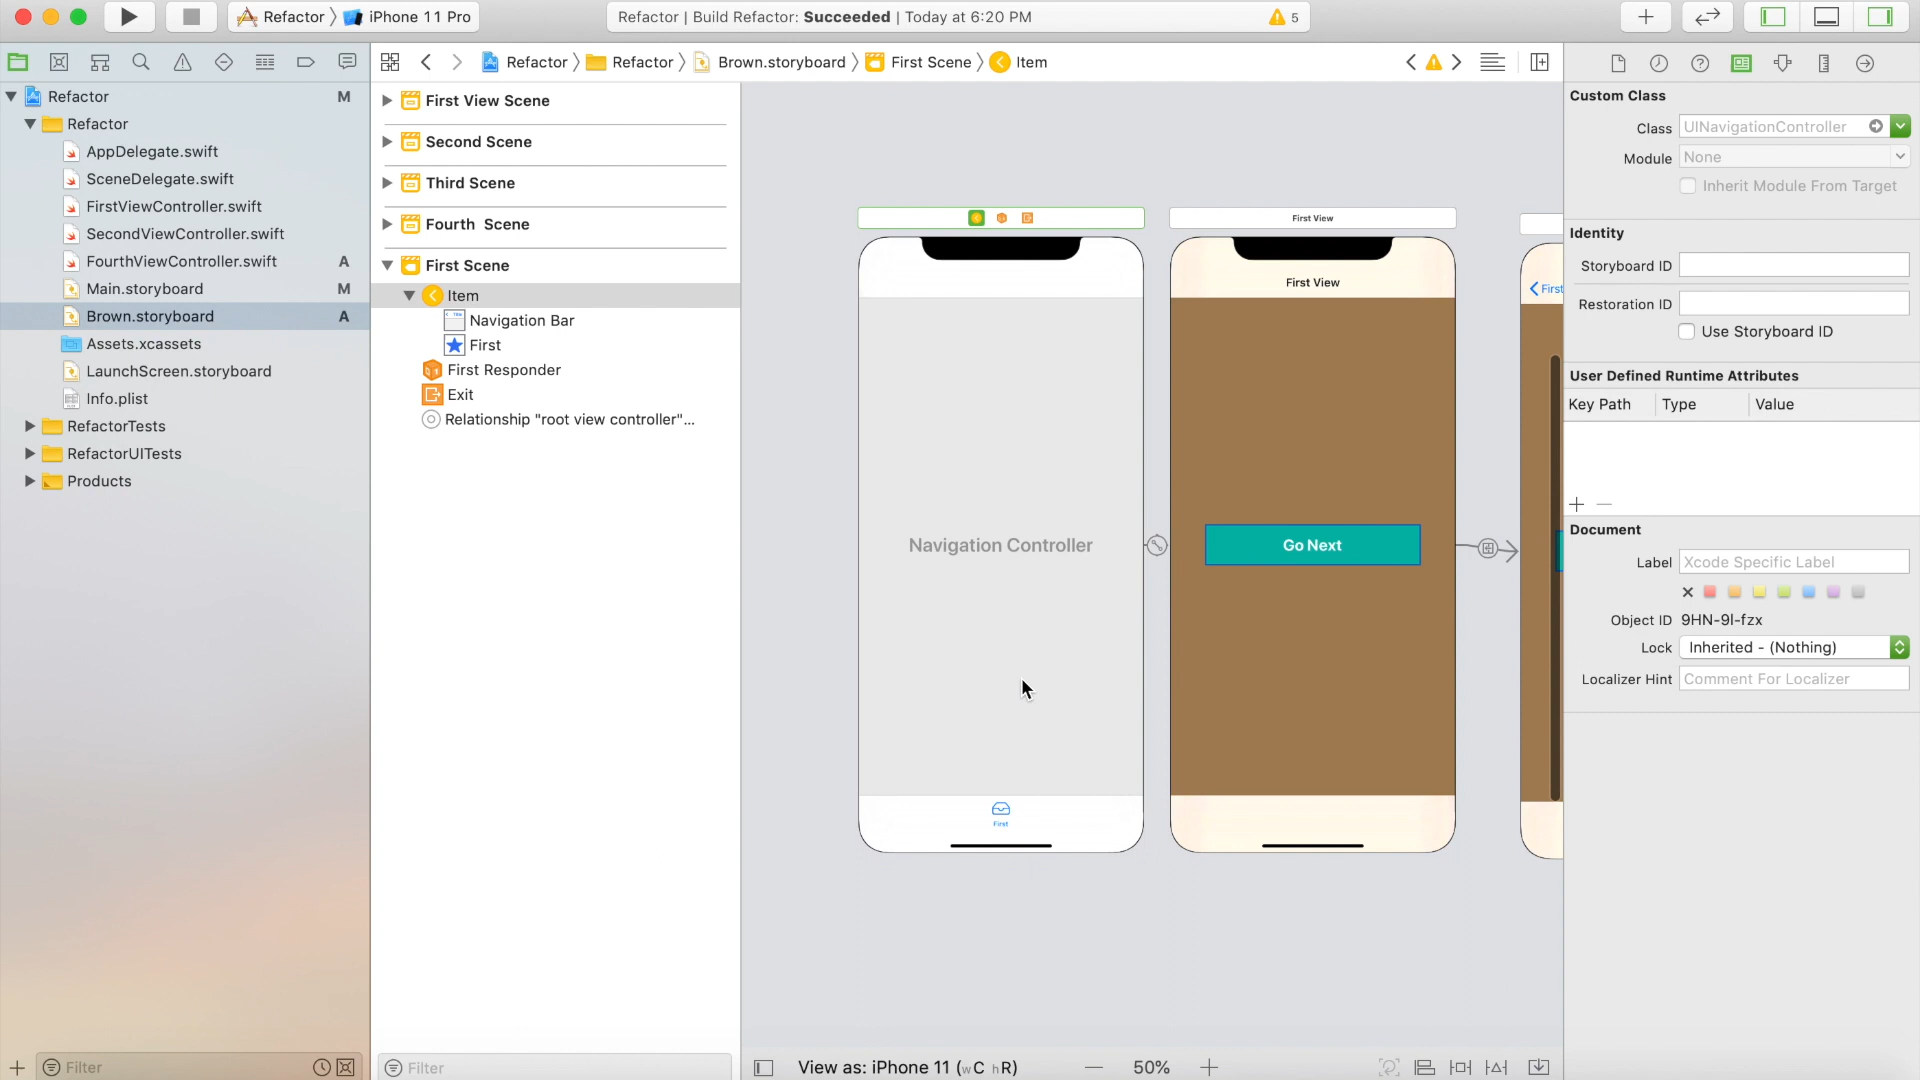 Refactor iPhone 11 Pro
Refactor | Build Refactor: Succeeded | Today at 6:20 PM
5
Refactor M
Refactor
AppDelegate.swift
SceneDelegate.swift
FirstViewController.swift
SecondViewController.swift
FourthViewController.swift A
Main.storyboard M
Brown.storyboard A
Assets.xcassets
LaunchScreen.storyboard
Info.plist
RefactorTests
RefactorUITests
Products
Filter
Refactor Refactor Brown.storyboard First Scene Item
First View Scene
Second Scene
Third Scene
Fourth Scene
First Scene
Item
Navigation Bar
First
First Responder
Exit
Relationship "root view controller"...
Filter
First View
First View
Navigation Controller
Go Next
First
First
View as: iPhone 11 (wC hR)
50%
Custom Class
Class UINavigationController
Module None
Inherit Module From Target
Identity
Storyboard ID
Restoration ID
Use Storyboard ID
User Defined Runtime Attributes
Key Path Type Value
Document
Label Xcode Specific Label
Object ID 9HN-9I-fzx
Lock Inherited - (Nothing)
Localizer Hint Comment For Localizer